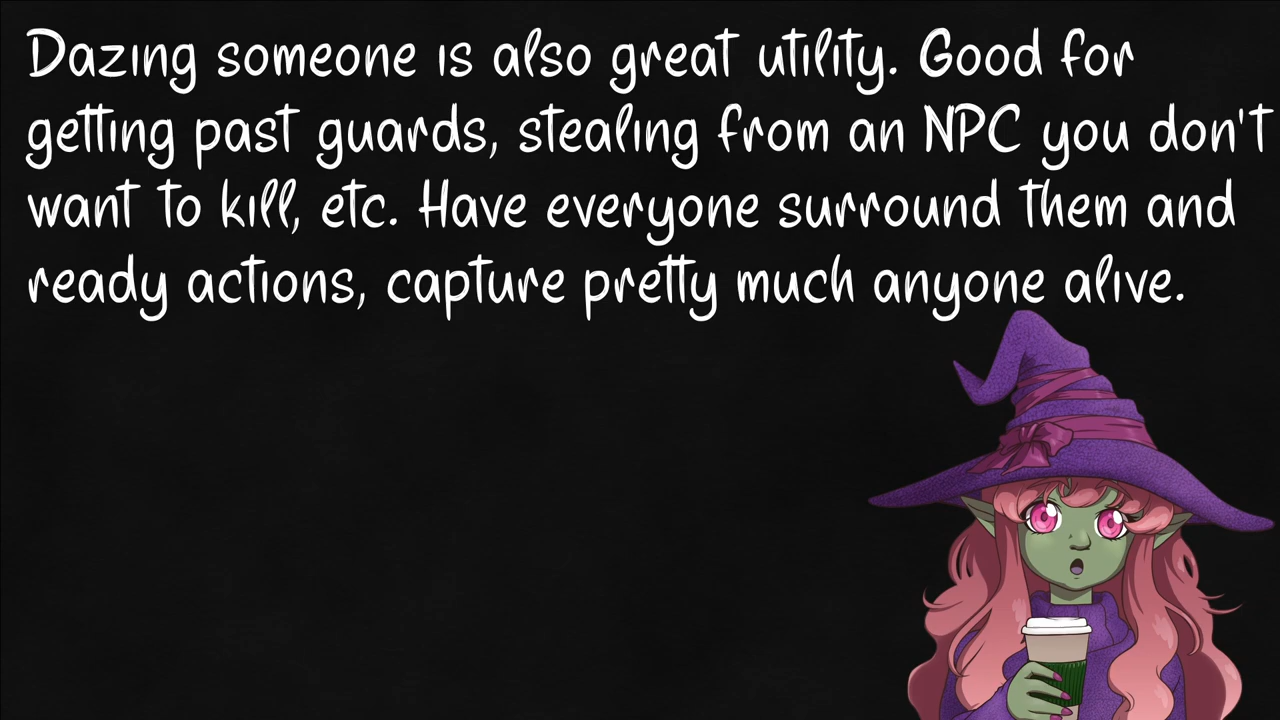 Dazing someone is also great utility. Good for
getting past guards, stealing from an NPC you don't
want to kill, etc. Have everyone surround them and
ready actions, capture pretty much anyone alive.